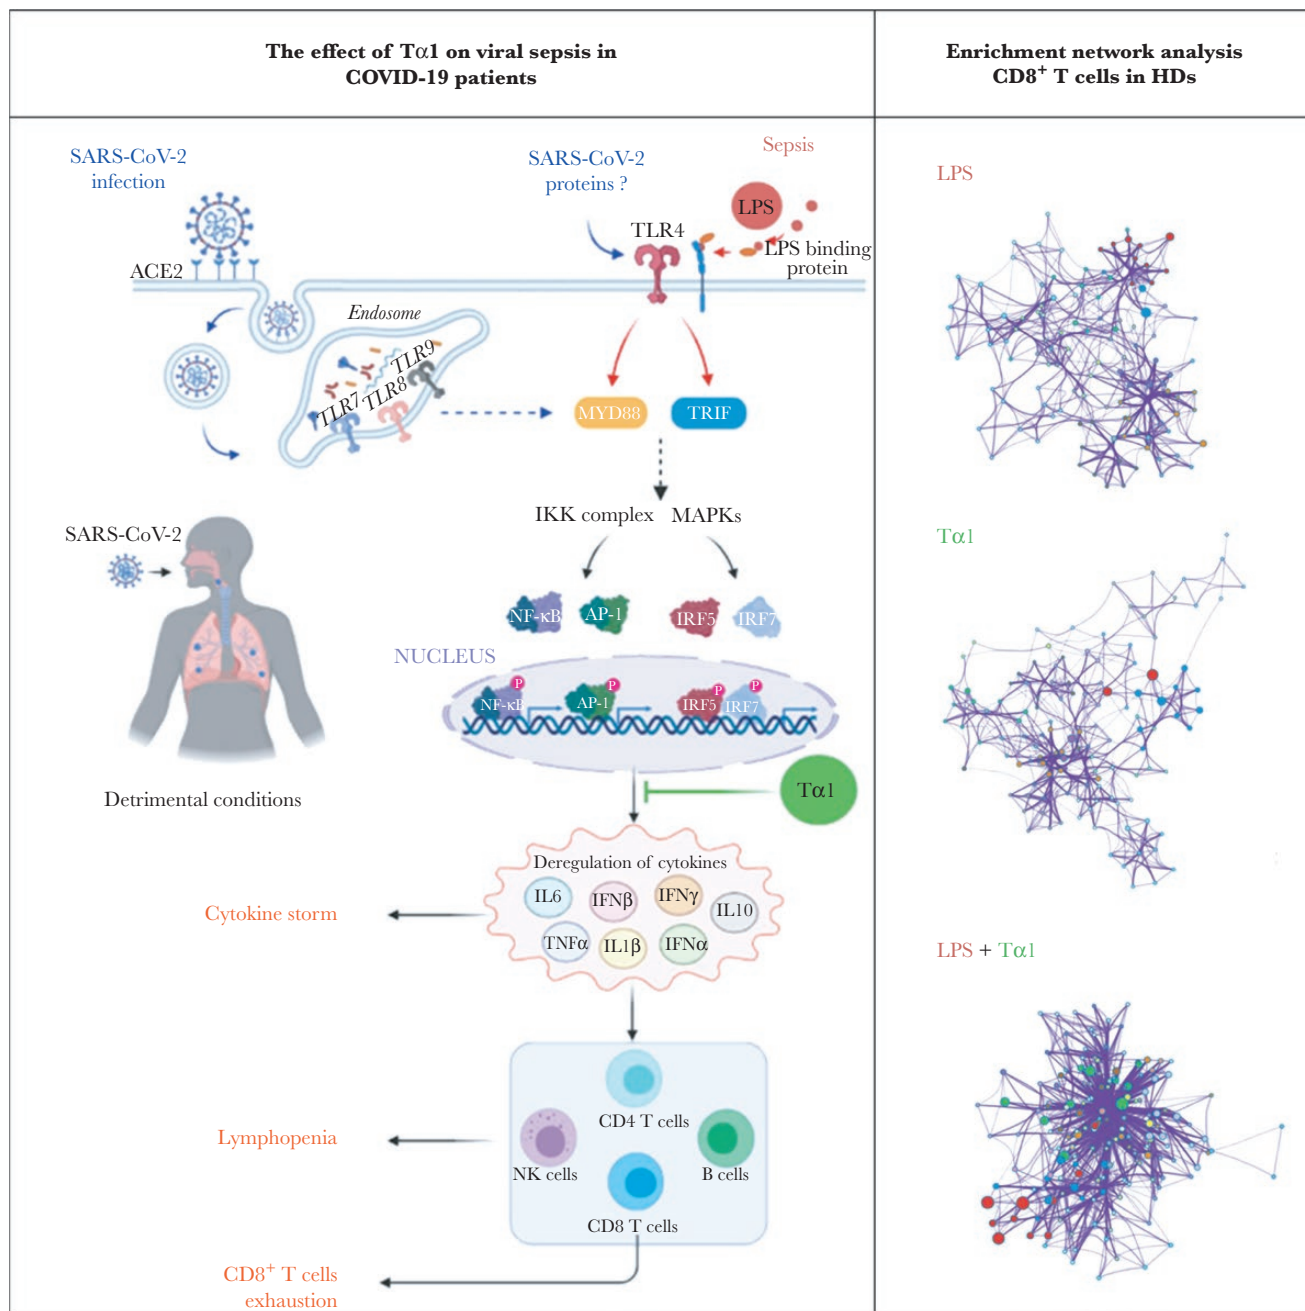 The effect of Tα1 on viral sepsis in
COVID-19 patients
Enrichment network analysis
CD8⁺ T cells in HDs
SARS-CoV-2
infection
ACE2
Endosome
TLR7
TLR8
TLR9
SARS-CoV-2
proteins ?
Sepsis
LPS
TLR4
LPS binding
protein
MYD88
TRIF
IKK complex
MAPKs
NF-κB
AP-1
IRF5
IRF7
NUCLEUS
P
P
P
P
NF-κB
AP-1
IRF5
IRF7
Tα1
SARS-CoV-2
Detrimental conditions
Deregulation of cytokines
IL6
IFNβ
IFNγ
IL10
TNFα
IL1β
IFNα
Cytokine storm
CD4 T cells
NK cells
B cells
CD8 T cells
Lymphopenia
CD8⁺ T cells
exhaustion
LPS
Tα1
LPS + Tα1